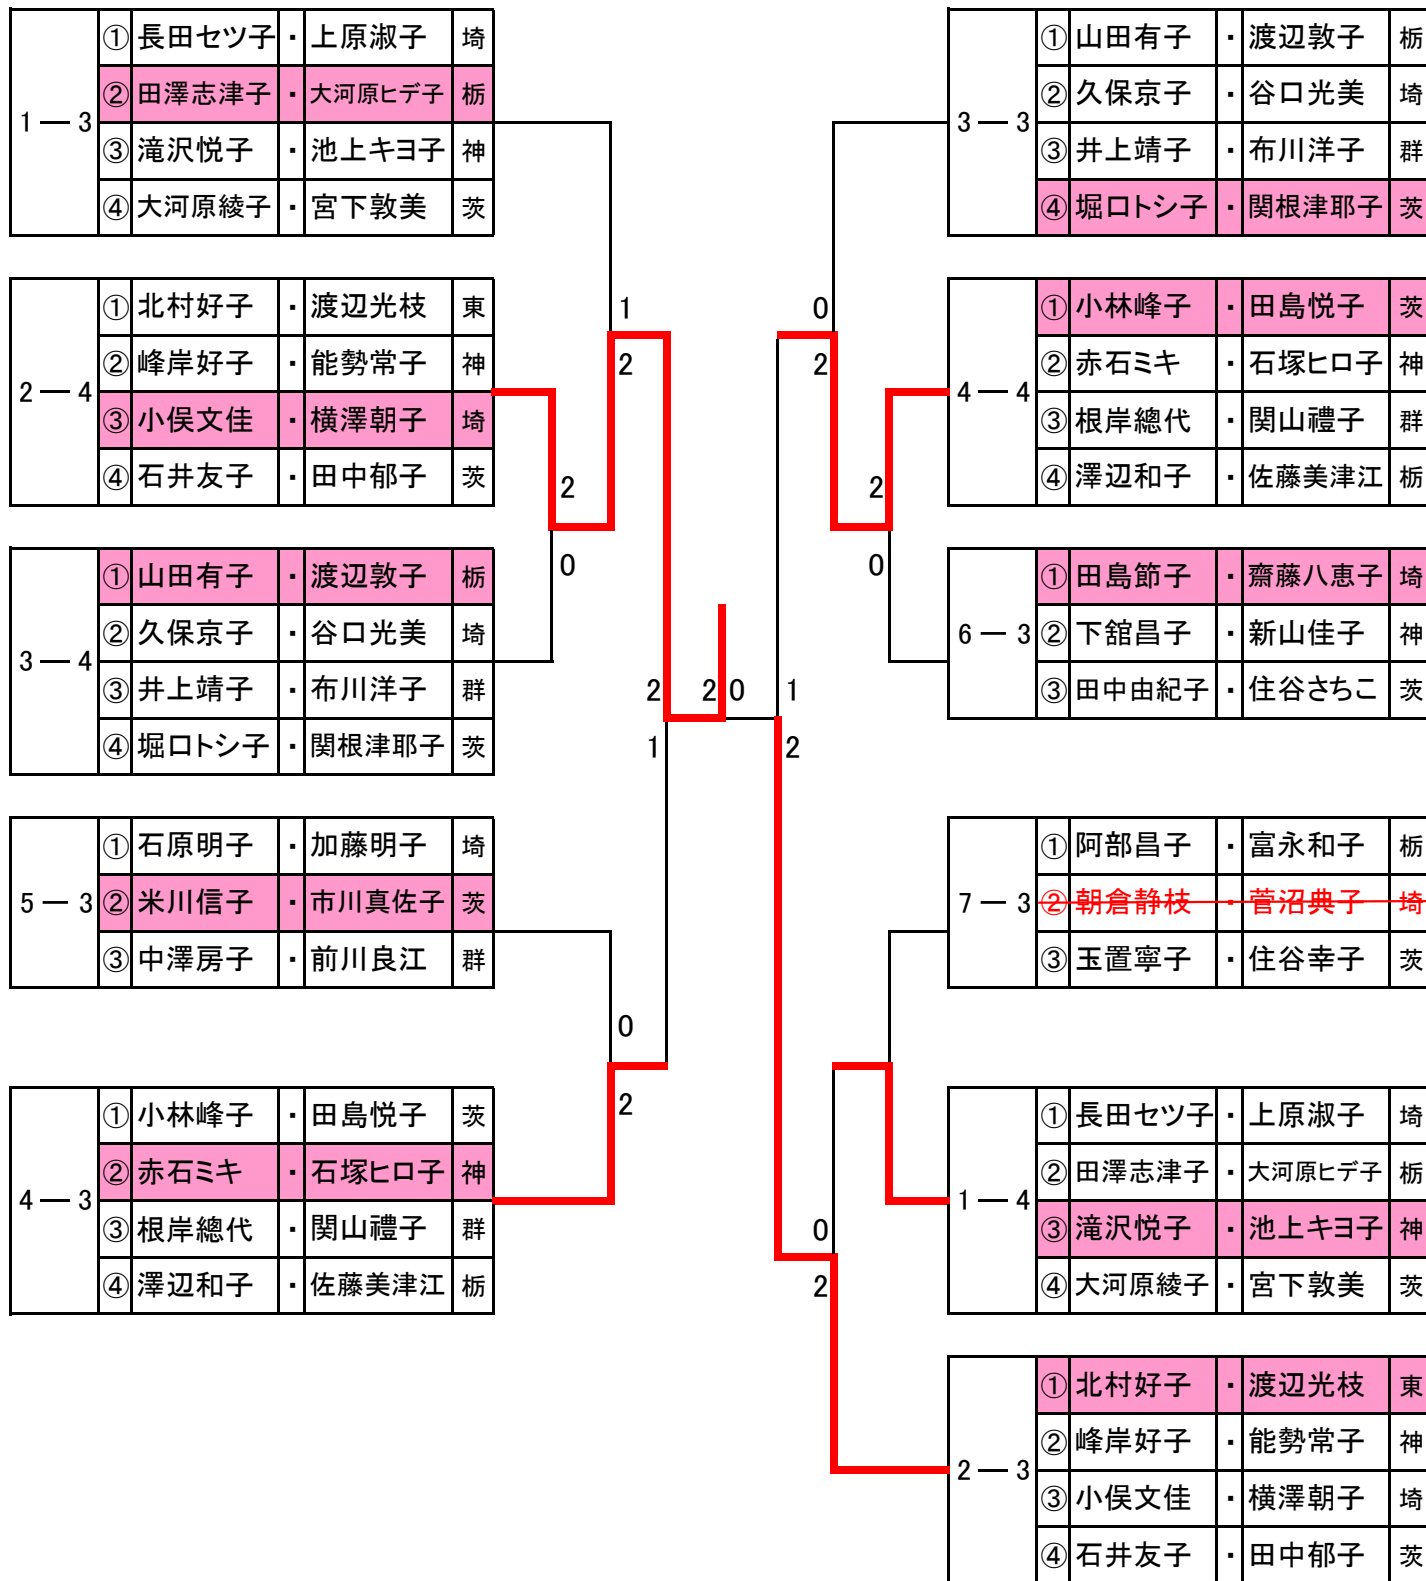 1 — 3
① 長田セツ子 ・ 上原淑子 埼
② 田澤志津子 ・ 大河原ヒデ子 栃
③ 滝沢悦子 ・ 池上キヨ子 神
④ 大河原綾子 ・ 宮下敦美 茨
2 — 4
① 北村好子 ・ 渡辺光枝 東
② 峰岸好子 ・ 能勢常子 神
③ 小俣文佳 ・ 横澤朝子 埼
④ 石井友子 ・ 田中郁子 茨
3 — 4
① 山田有子 ・ 渡辺敦子 栃
② 久保京子 ・ 谷口光美 埼
③ 井上靖子 ・ 布川洋子 群
④ 堀口トシ子 ・ 関根津耶子 茨
5 — 3
① 石原明子 ・ 加藤明子 埼
② 米川信子 ・ 市川真佐子 茨
③ 中澤房子 ・ 前川良江 群
4 — 3
① 小林峰子 ・ 田島悦子 茨
② 赤石ミキ ・ 石塚ヒロ子 神
③ 根岸總代 ・ 関山禮子 群
④ 澤辺和子 ・ 佐藤美津江 栃
1
2
2
0
2
1
0
2
2 0
0
2
2
0
1
2
0
2
3 — 3
① 山田有子 ・ 渡辺敦子 栃
② 久保京子 ・ 谷口光美 埼
③ 井上靖子 ・ 布川洋子 群
④ 堀口トシ子 ・ 関根津耶子 茨
4 — 4
① 小林峰子 ・ 田島悦子 茨
② 赤石ミキ ・ 石塚ヒロ子 神
③ 根岸總代 ・ 関山禮子 群
④ 澤辺和子 ・ 佐藤美津江 栃
6 — 3
① 田島節子 ・ 齋藤八恵子 埼
② 下舘昌子 ・ 新山佳子 神
③ 田中由紀子 ・ 住谷さちこ 茨
7 — 3
① 阿部昌子 ・ 富永和子 栃
② 朝倉静枝 ・ 菅沼典子 埼
③ 玉置寧子 ・ 住谷幸子 茨
1 — 4
① 長田セツ子 ・ 上原淑子 埼
② 田澤志津子 ・ 大河原ヒデ子 栃
③ 滝沢悦子 ・ 池上キヨ子 神
④ 大河原綾子 ・ 宮下敦美 茨
2 — 3
① 北村好子 ・ 渡辺光枝 東
② 峰岸好子 ・ 能勢常子 神
③ 小俣文佳 ・ 横澤朝子 埼
④ 石井友子 ・ 田中郁子 茨